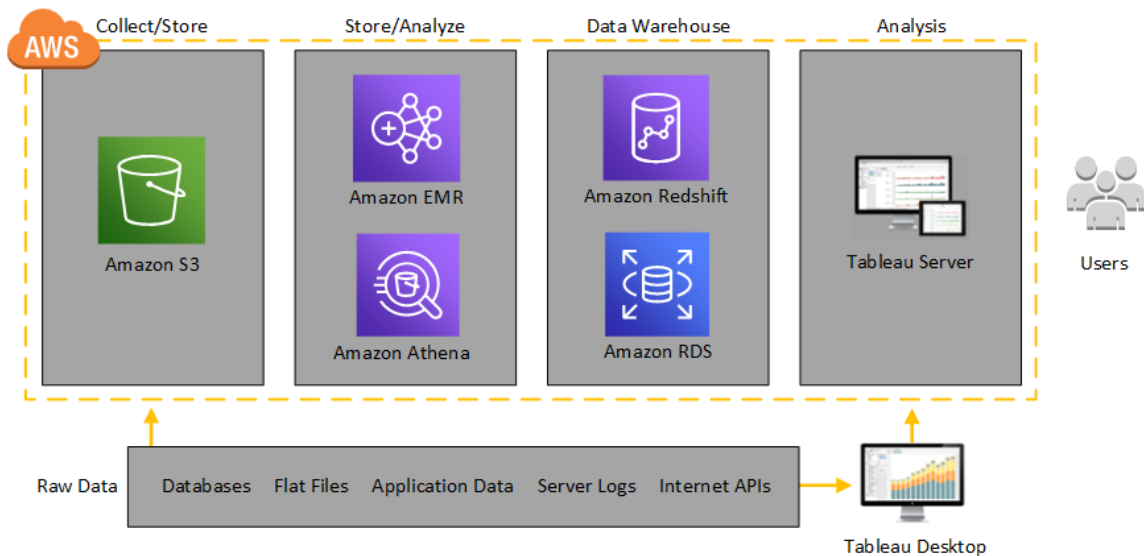 AWS
Collect/Store
Store/Analyze
Data Warehouse
Analysis
Amazon S3
Amazon EMR
Amazon Athena
Amazon Redshift
Amazon RDS
Tableau Server
Users
Raw Data
Databases
Flat Files
Application Data
Server Logs
Internet APIs
Tableau Desktop